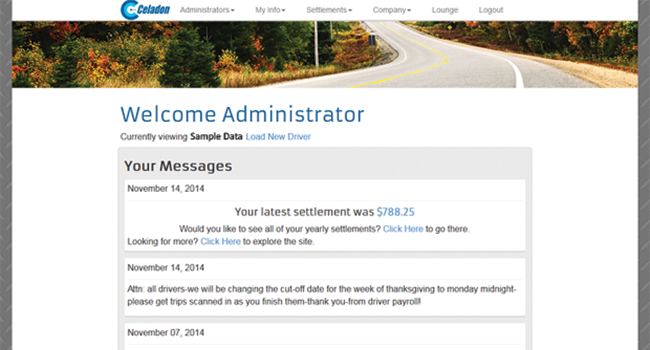 Celadon Administrators My Info Settlements Company Lounge Logout
Welcome Administrator
Currently viewing Sample Data Load New Driver
Your Messages
November 14, 2014
Your latest settlement was $788.25
Would you like to see all of your yearly settlements? Click Here to go there.
Looking for more? Click Here to explore the site.
November 14, 2014
Attn: all drivers-we will be changing the cut-off date for the week of thanksgiving to monday midnight-
please get trips scanned in as you finish them-thank you-from driver payroll!
November 07, 2014